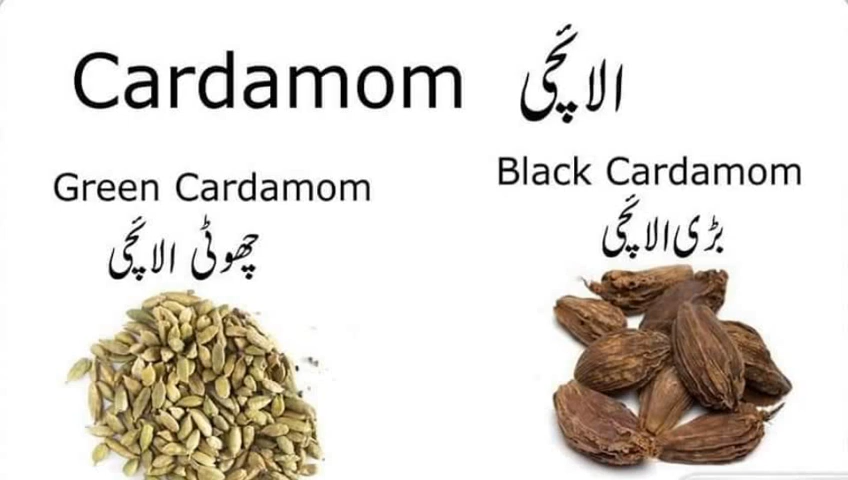 Cardamom الائچی
Green Cardamom
چھوٹی الائچی
Black Cardamom
بڑی الائچی